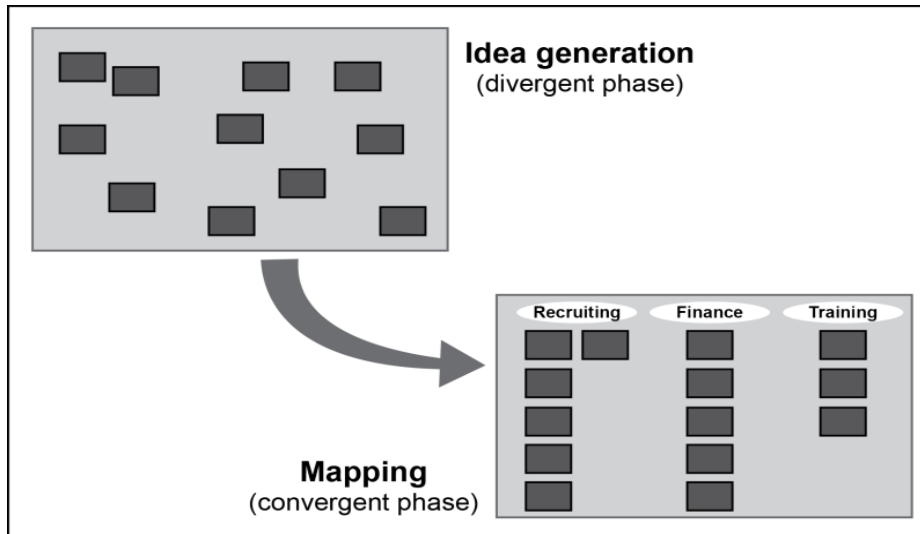 Idea generation
(divergent phase)
Recruiting Finance Training
Mapping
(convergent phase)